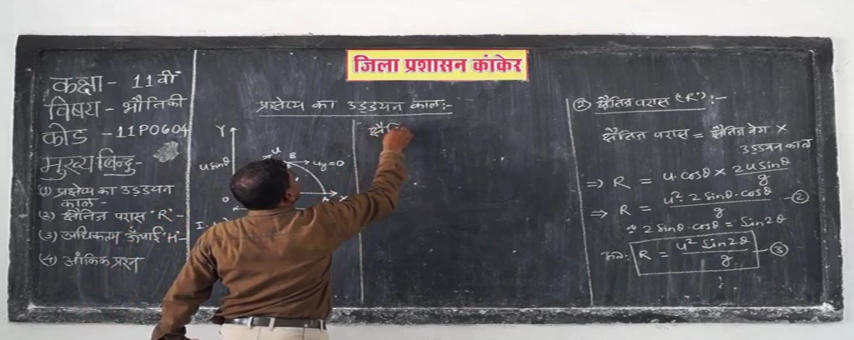 जिला प्रशासन कांकेर
कक्षा - 11वीं
विषय - भौतिकी
कोड - 11P0604
मुख्य बिन्दु -
(1) प्रक्षेप्य का उड्डयन
काल -
(2) क्षैतिज परास 'R' -
(3) अधिकतम ऊँचाई 'H' -
(4) आंकिक प्रश्न
प्रक्षेप्य का उड्डयन काल :-
Y
u sinθ
u
B
uy=0
O
X
क्षैति
② क्षैतिज परास ('R') :-
क्षैतिज परास = क्षैतिज वेग ×
उड्डयन काल
⇒ R = u cosθ × 2u sinθ / g
⇒ R = u² 2 sinθ · cosθ / g —②
∵ 2 sinθ · cosθ = Sin2θ
अतः R = u² Sin2θ / g —③